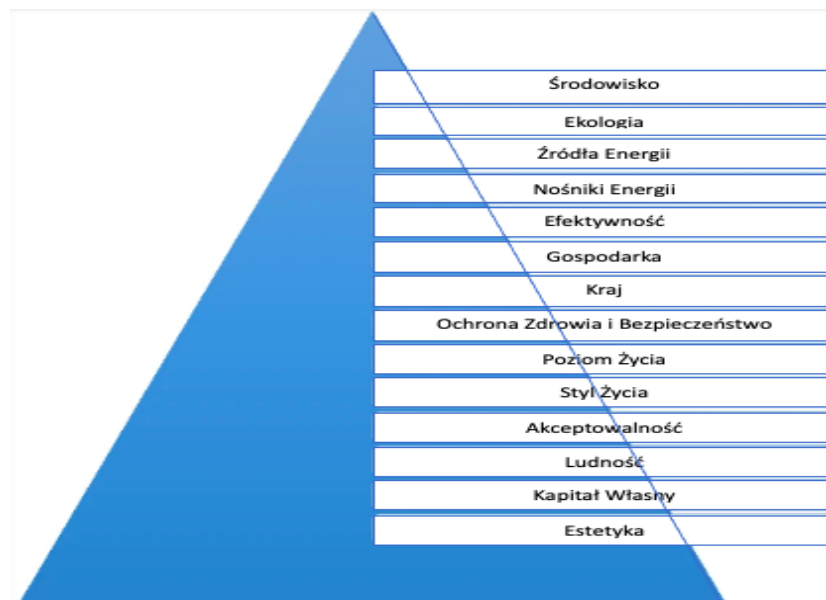 Środowisko
Ekologia
Źródła Energii
Nośniki Energii
Efektywność
Gospodarka
Kraj
Ochrona Zdrowia i Bezpieczeństwo
Poziom Życia
Styl Życia
Akceptowalność
Ludność
Kapitał Własny
Estetyka